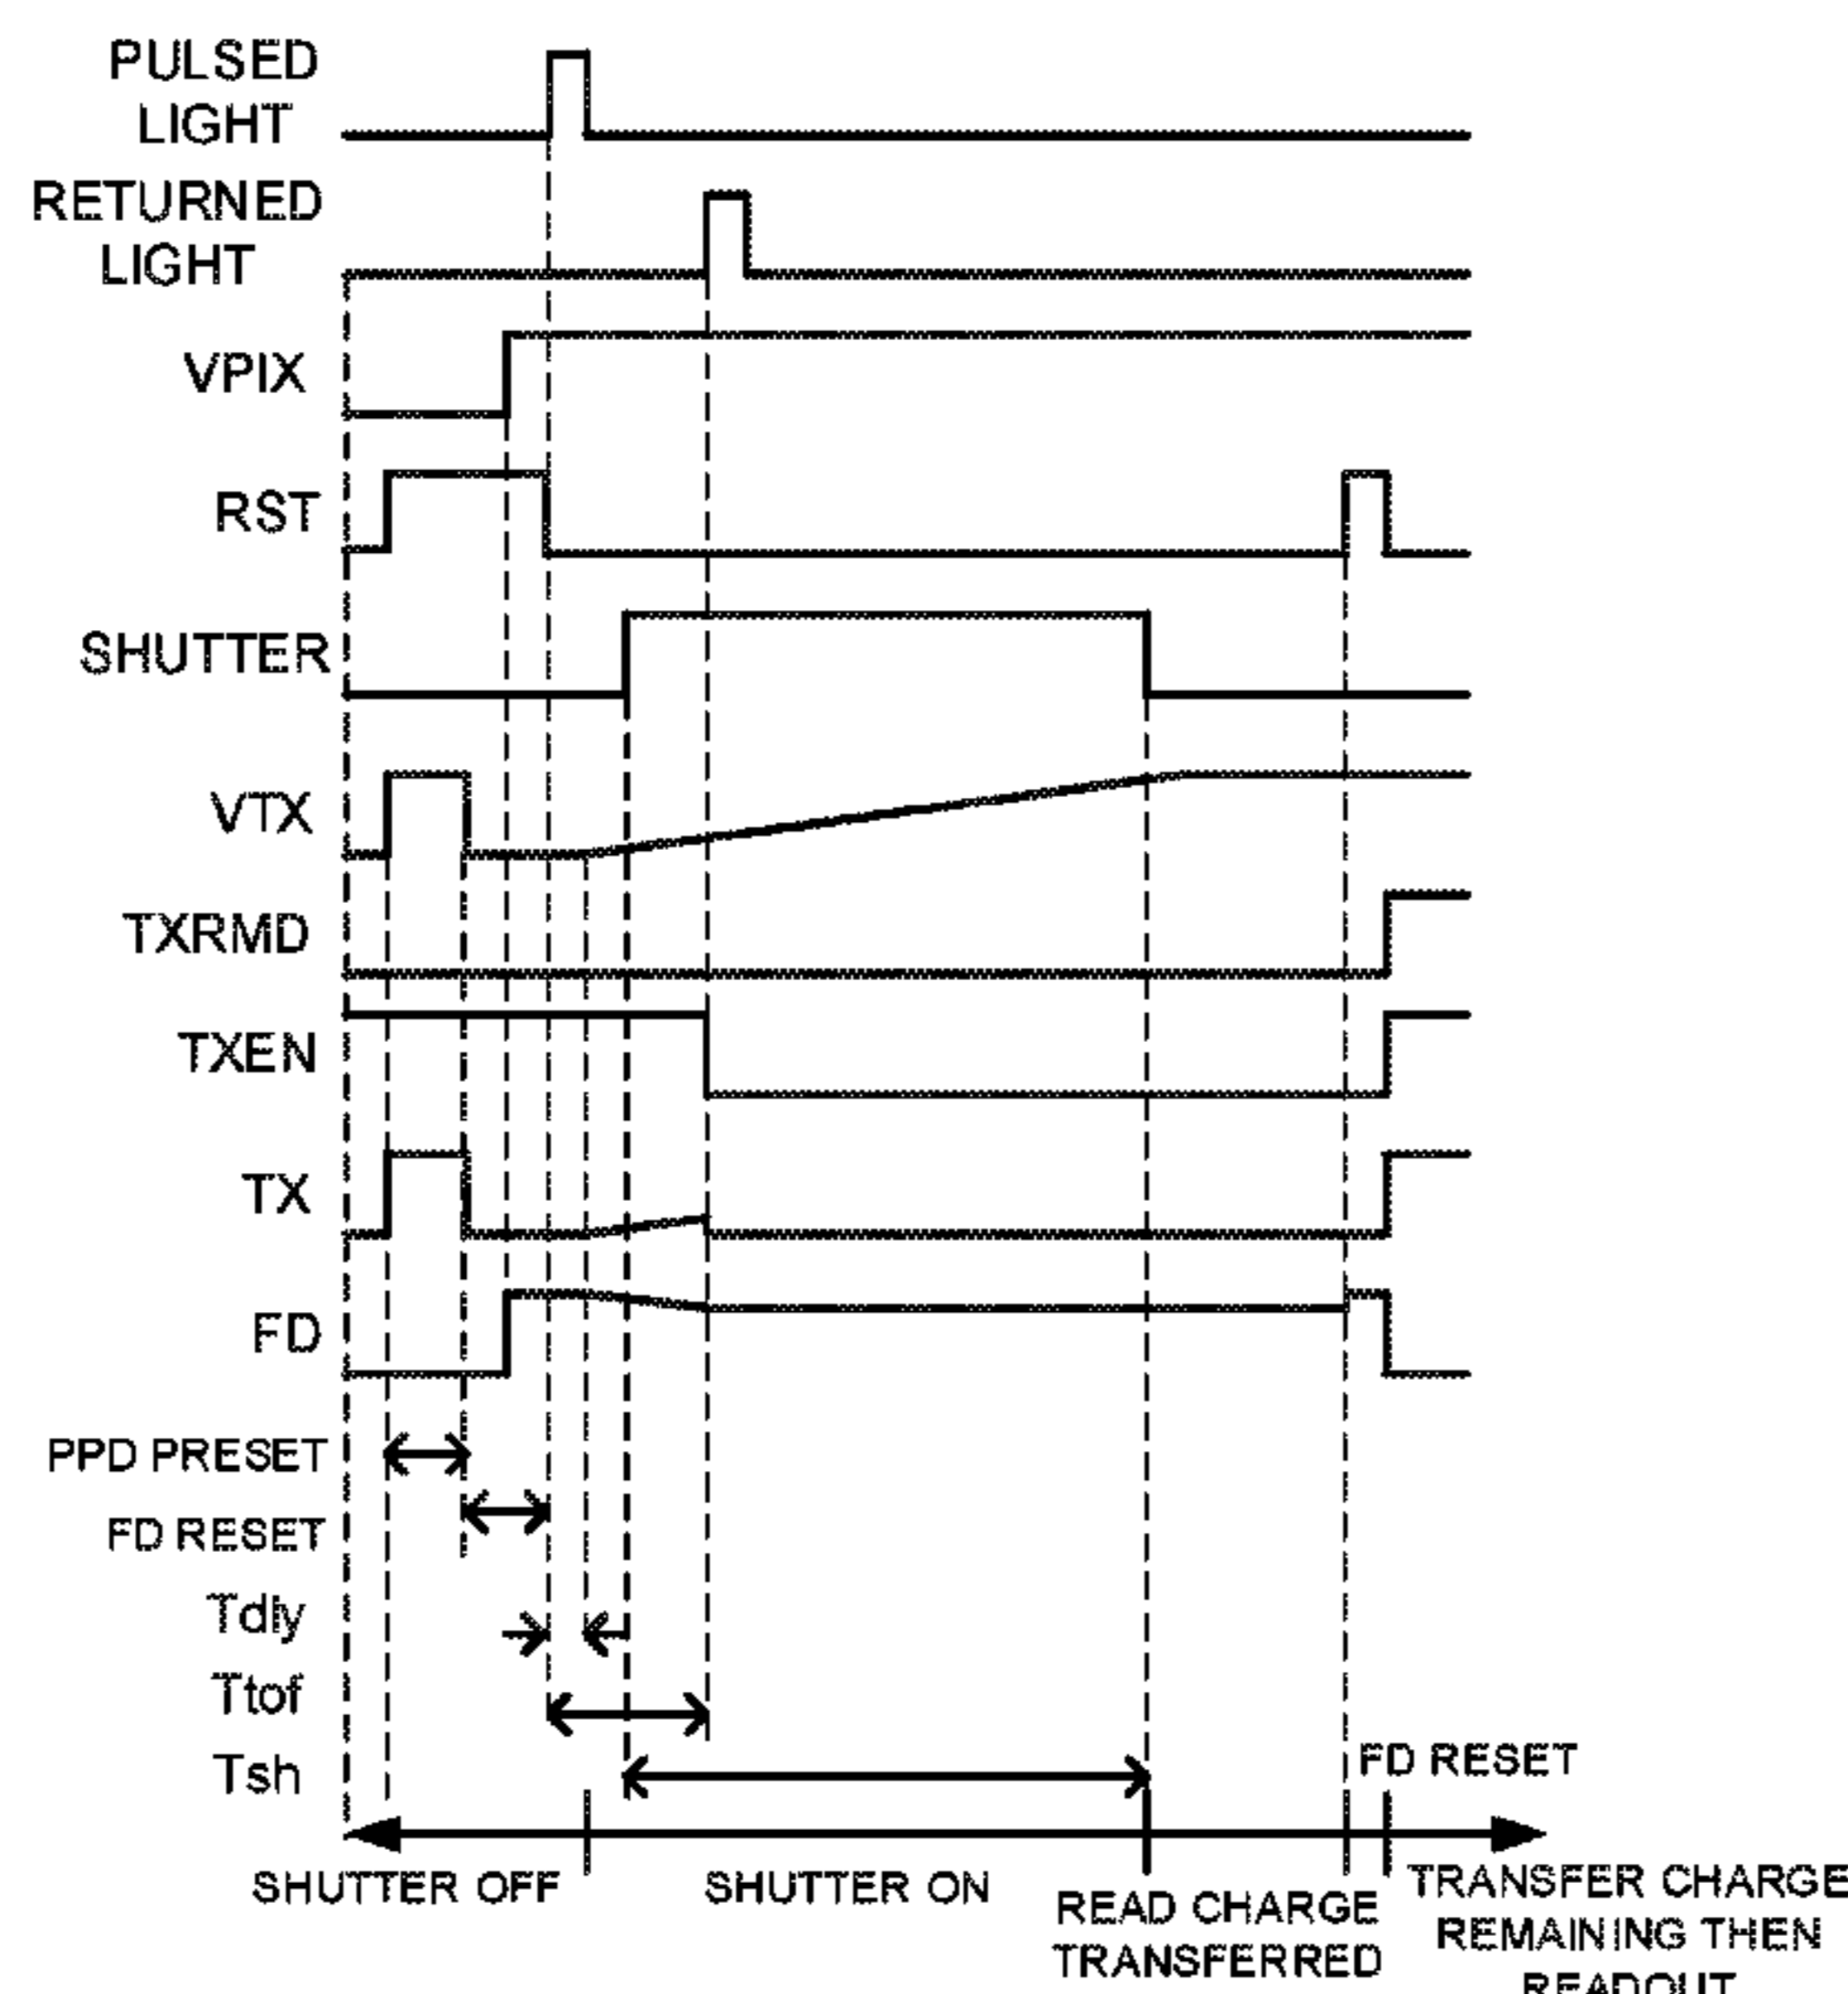 PULSED
LIGHT
RETURNED
LIGHT
VPIX
RST
SHUTTER
VTX
TXRMD
TXEN
TX
FD
PPD PRESET
FD RESET
Tdly
Ttof
Tsh
FD RESET
SHUTTER OFF
SHUTTER ON
READ CHARGE
TRANSFERRED
TRANSFER CHARGE
REMAINING THEN
READOUT